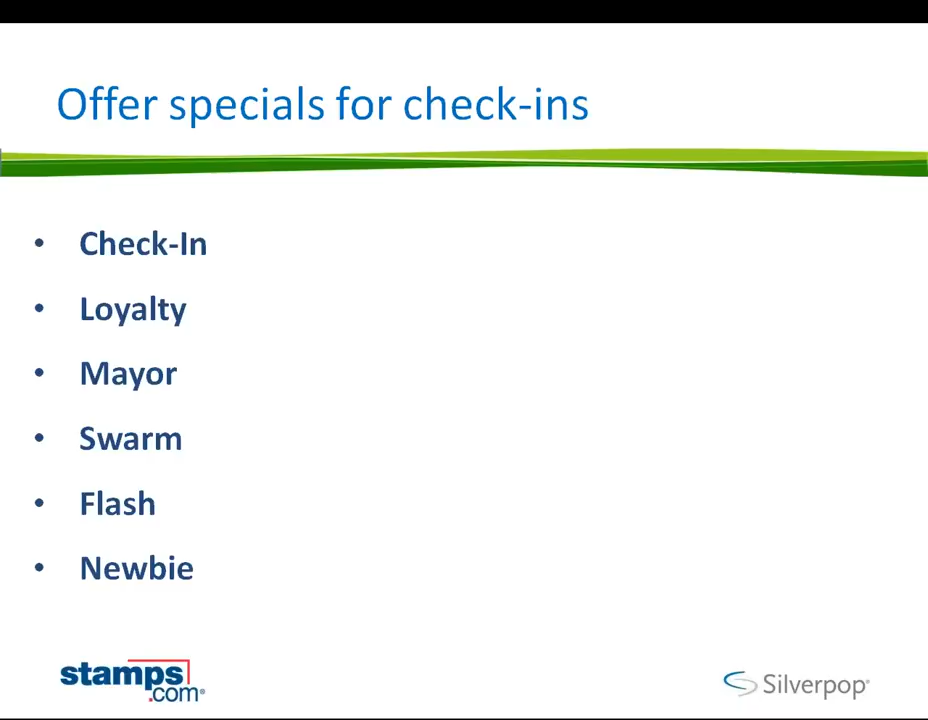 Offer specials for check-ins
• Check-In
• Loyalty
• Mayor
• Swarm
• Flash
• Newbie
stamps
.com®
Silverpop®